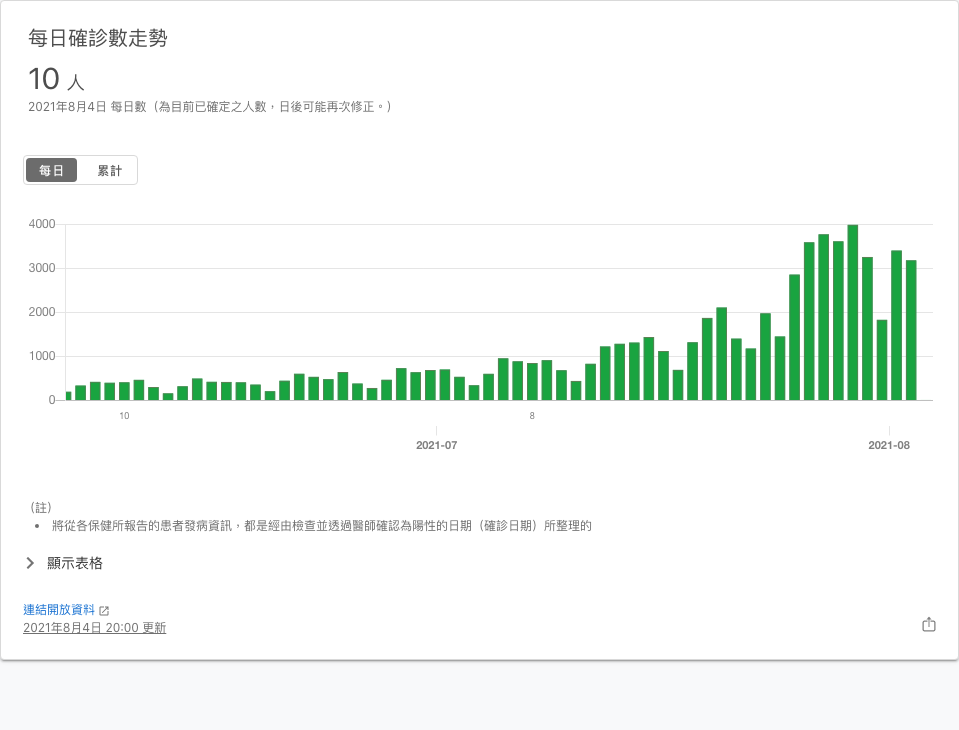 每日確診數走勢
10 人
2021年8月4日 每日數（為目前已確定之人數，日後可能再次修正。）
每日 累計
4000
3000
2000
1000
0
10 8
2021-07 2021-08
（註）
• 將從各保健所報告的患者發病資訊，都是經由檢查並透過醫師確認為陽性的日期（確診日期）所整理的
顯示表格
連結開放資料
2021年8月4日 20:00 更新